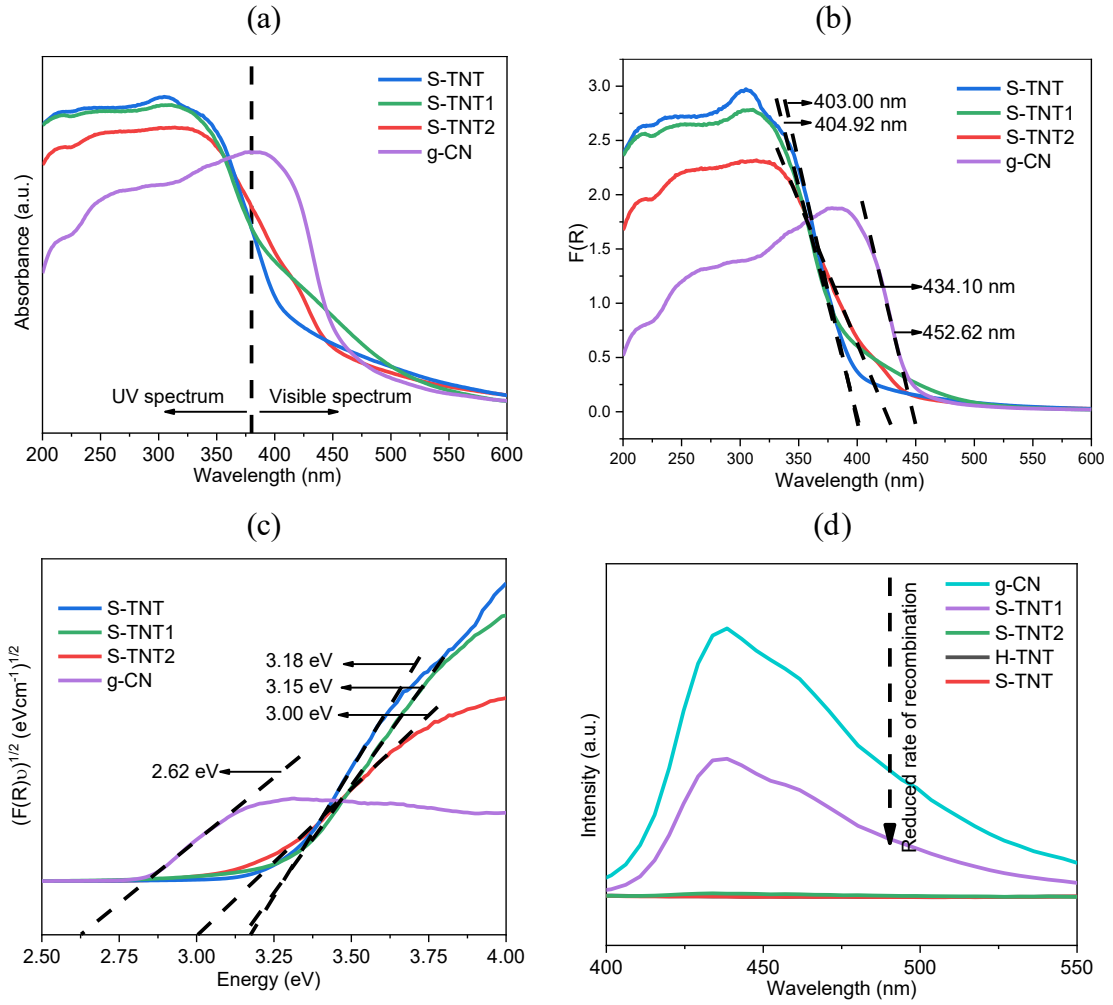 (a)
Absorbance (a.u.)
S-TNT
S-TNT1
S-TNT2
g-CN
UV spectrum
Visible spectrum
200 250 300 350 400 450 500 550 600
Wavelength (nm)
(b)
F(R)
3.0
2.5
2.0
1.5
1.0
0.5
0.0
S-TNT
S-TNT1
S-TNT2
g-CN
403.00 nm
404.92 nm
434.10 nm
452.62 nm
200 250 300 350 400 450 500 550 600
Wavelength (nm)
(c)
(F(R)υ))1/2 (eVcm-1)1/2
S-TNT
S-TNT1
S-TNT2
g-CN
3.18 eV
3.15 eV
3.00 eV
2.62 eV
2.50 2.75 3.00 3.25 3.50 3.75 4.00
Energy (eV)
(d)
Intensity (a.u.)
g-CN
S-TNT1
S-TNT2
H-TNT
S-TNT
Reduced rate of recombination
400 450 500 550
Wavelength (nm)